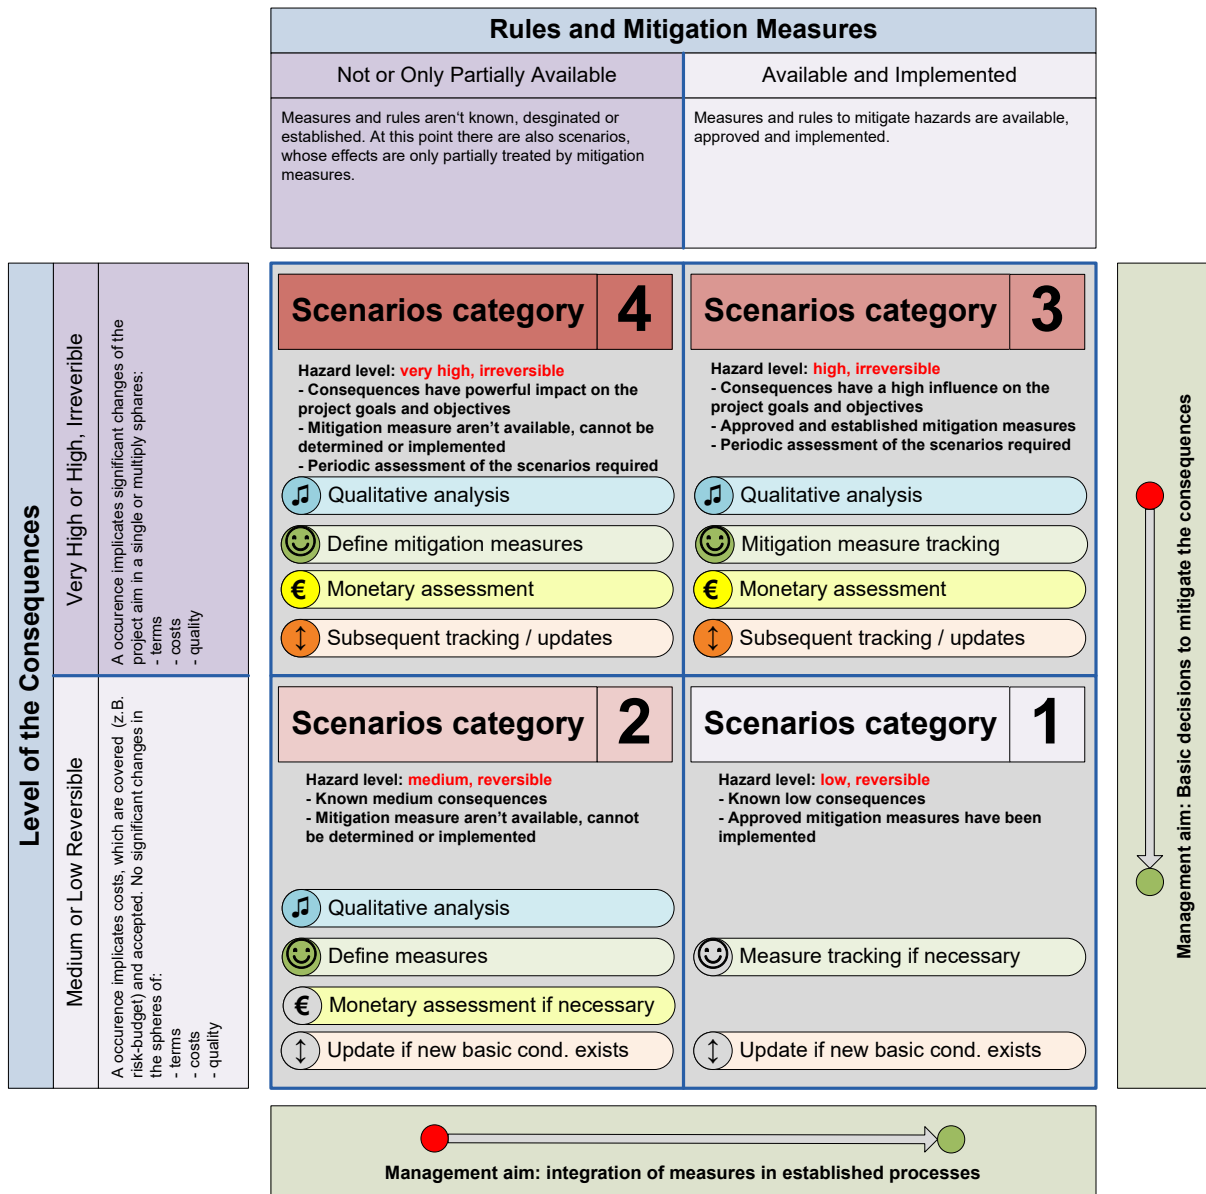 Rules and Mitigation Measures
Not or Only Partially Available
Available and Implemented
Measures and rules aren't known, desginated or
established. At this point there are also scenarios,
whose effects are only partially treated by mitigation
measures.
Measures and rules to mitigate hazards are available,
approved and implemented.
Level of the Consequences
Very High or High, Irreverible
A occurence implicates significant changes of the
project aim in a single or multiply sphares:
- terms
- costs
- quality
Medium or Low Reversible
A occurence implicates costs, which are covered (z.B.
risk-budget) and accepted. No significant changes in
the spheres of:
- terms
- costs
- quality
Scenarios category 4
Hazard level: very high, irreversible
- Consequences have powerful impact on the
project goals and objectives
- Mitigation measure aren't available, cannot be
determined or implemented
- Periodic assessment of the scenarios required
♫ Qualitative analysis
Define mitigation measures
€ Monetary assessment
↕ Subsequent tracking / updates
Scenarios category 3
Hazard level: high, irreversible
- Consequences have a high influence on the
project goals and objectives
- Approved and established mitigation measures
- Periodic assessment of the scenarios required
♫ Qualitative analysis
Mitigation measure tracking
€ Monetary assessment
↕ Subsequent tracking / updates
Scenarios category 2
Hazard level: medium, reversible
- Known medium consequences
- Mitigation measure aren't available, cannot
be determined or implemented
♫ Qualitative analysis
Define measures
€ Monetary assessment if necessary
↕ Update if new basic cond. exists
Scenarios category 1
Hazard level: low, reversible
- Known low consequences
- Approved mitigation measures have been
implemented
Measure tracking if necessary
↕ Update if new basic cond. exists
Management aim: Basic decisions to mitigate the consequences
Management aim: integration of measures in established processes